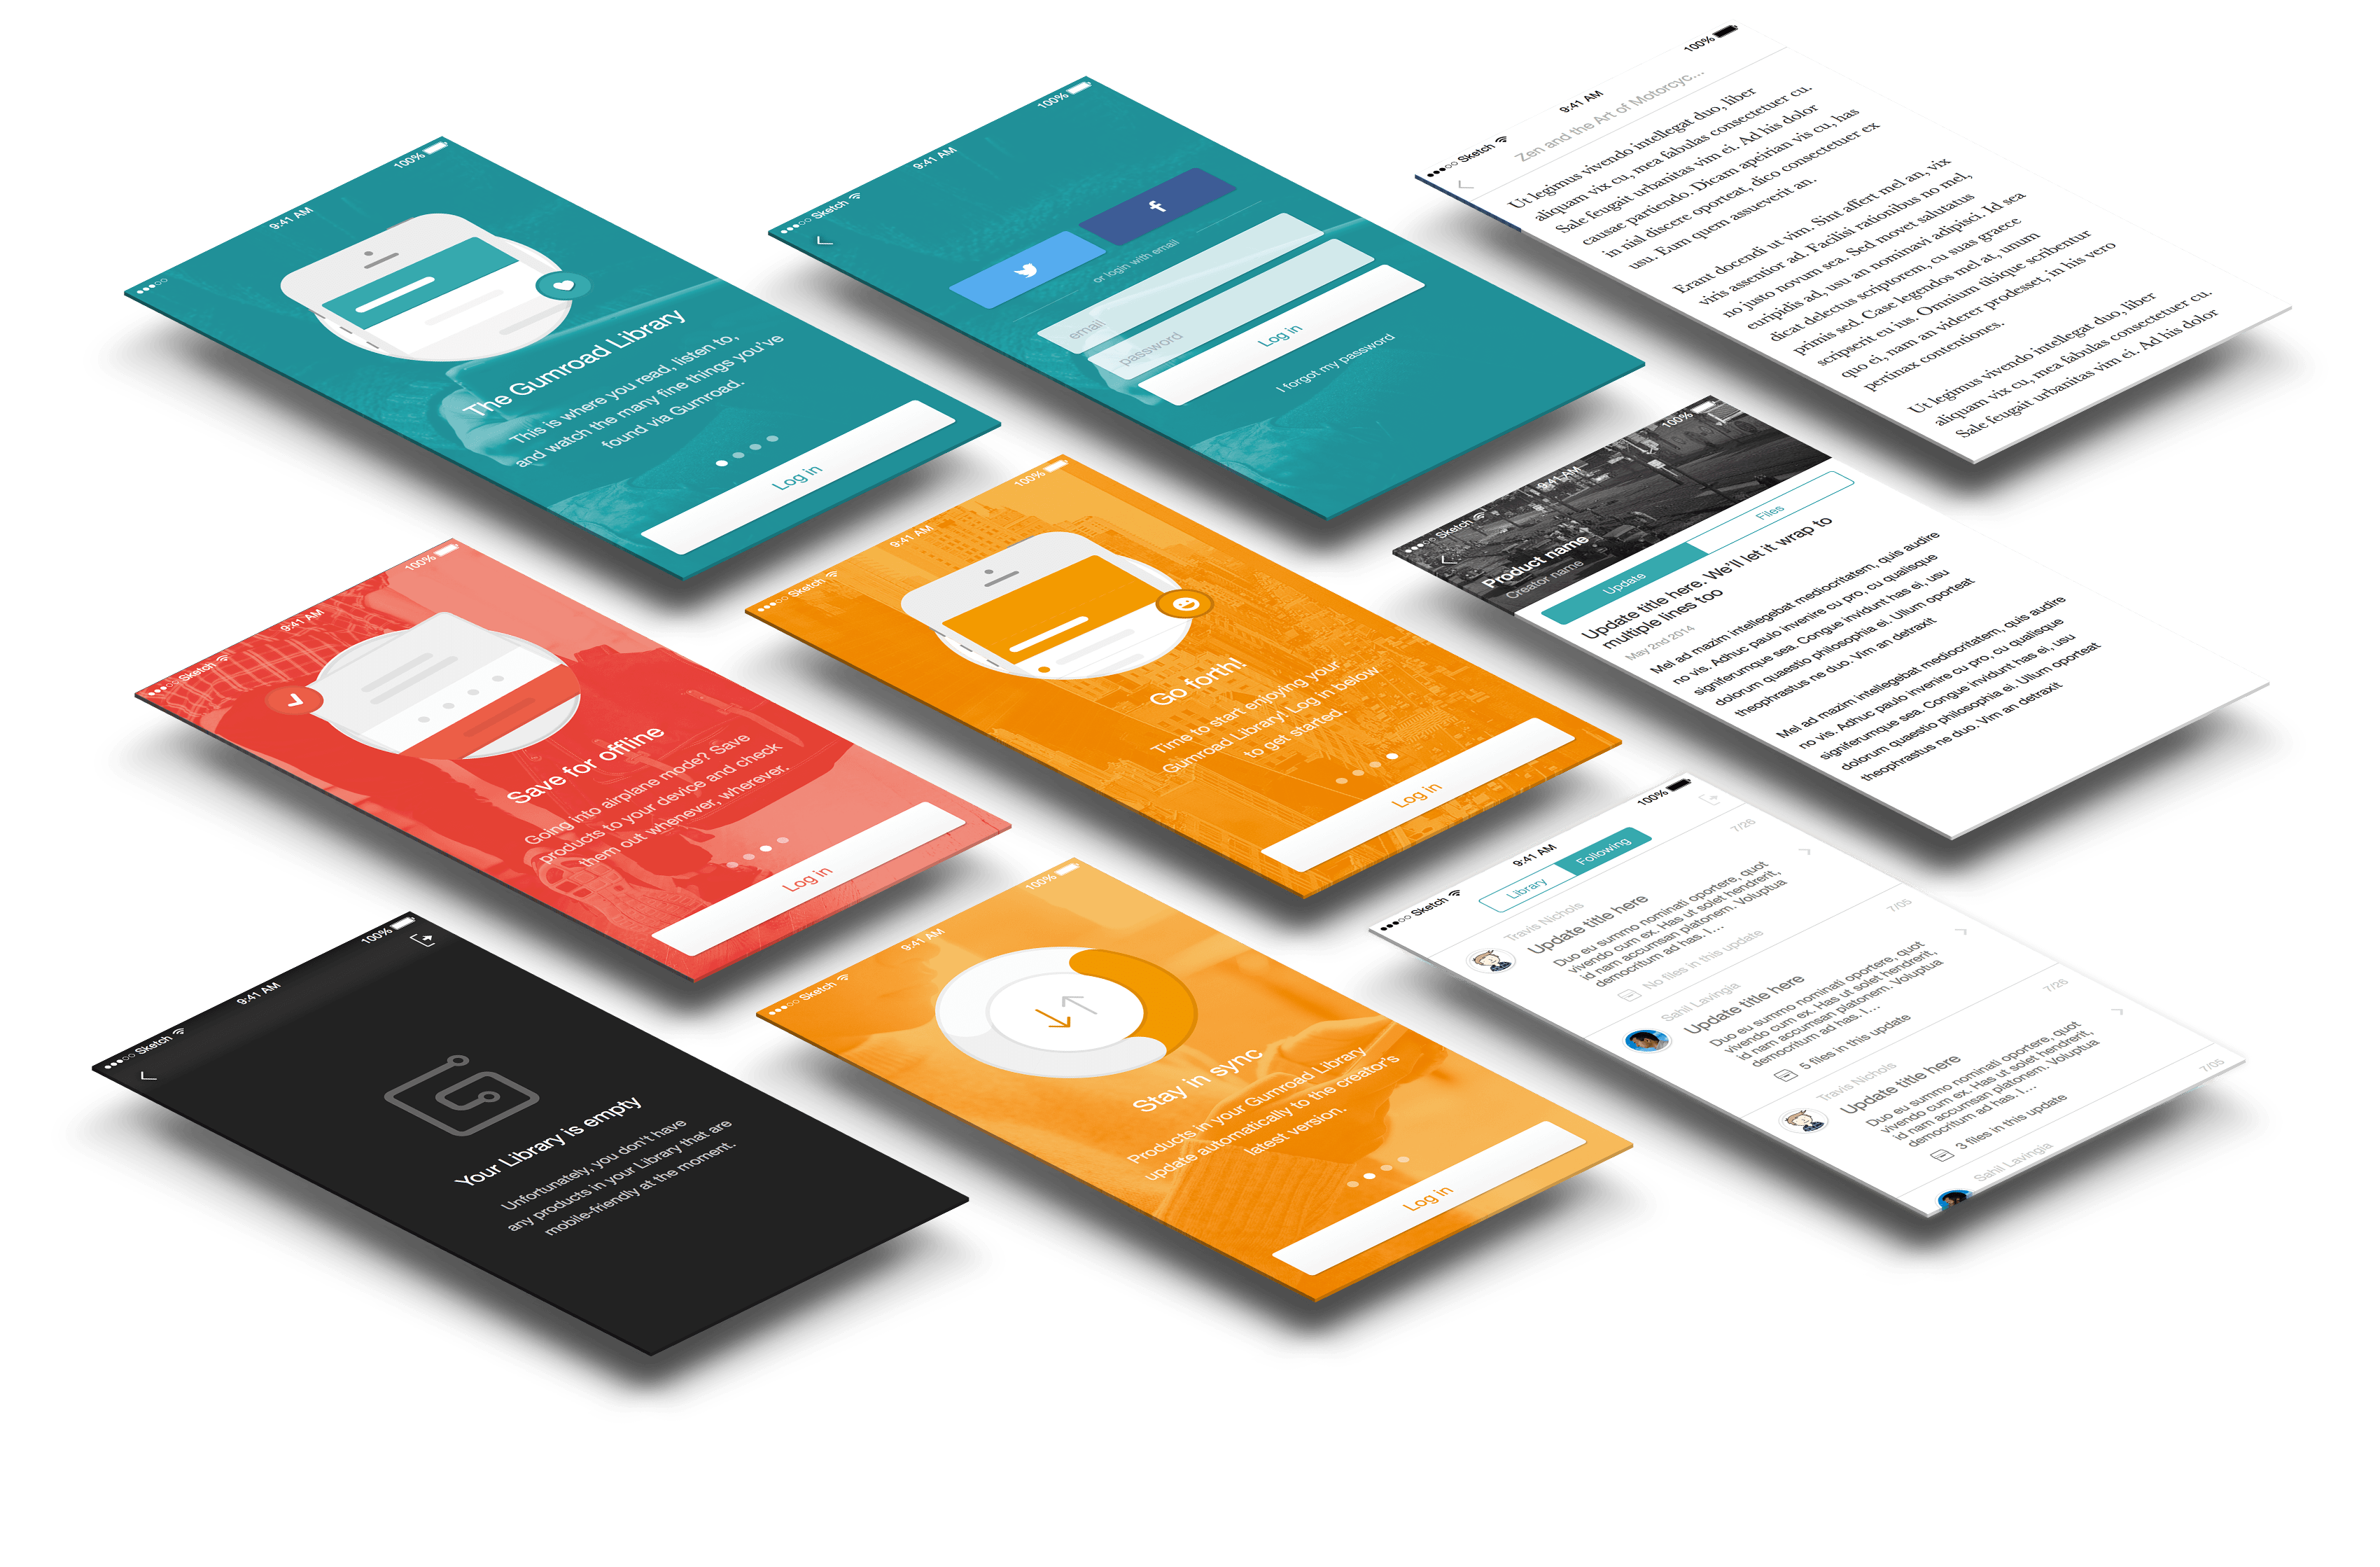 100%
9:41 AM
The Gumroad Library
This is where you read, listen to,
and watch the many fine things you've
found via Gumroad.
Log in
100%
9:41 AM
Sketch
f
or login with email
email
password
Log in
I forgot my password
100%
9:41 AM
Sketch
Zen and the Art of Motorcyc...
Ut legimus vivendo intellegat duo, liber
aliquam vix cu, mea fabulas consectetuer cu.
Sale feugait urbanitas vim ei. Ad his dolor
causae partiendo. Dicam apeirian vis cu, has
in nisl discere oporteat, dico consectetuer ex
usu. Eum quem assueverit an.
Erant docendi ut vim. Sint affert mel an, vix
viris assentior ad. Facilisi rationibus no mel,
no justo novum sea. Sed movet salutatus
euripidis ad, usu an nominavi adipisci. Id sea
dicat delectus scriptorem, cu suas graece
primis sed. Case legendos mel at, unum
scripserit eu ius. Omnium tibique scribentur
quo ei, nam an viderer prodesset, in his vero
pertinax contentiones.
Ut legimus vivendo intellegat duo, liber
aliquam vix cu, mea fabulas consectetuer cu.
Sale feugait urbanitas vim ei. Ad his dolor
100%
9:41 AM
Sketch
Save for offline
Going into airplane mode? Save
products to your device and check
them out whenever, wherever.
Log in
100%
9:41 AM
Sketch
Go forth!
Time to start enjoying your
Gumroad Library! Log in below
to get started.
Log in
100%
9:41 AM
Sketch
Product name
Creator name
Update
Files
Update title here. We'll let it wrap to
multiple lines too
May 2nd 2014
Mel ad mazim intellegebat mediocritatem, quis audire
no vis. Adhuc paulo invenire cu pro, cu qualisque
signiferumque sea. Congue invidunt has ei, usu
dolorum quaestio philosophia ei. Ullum oporteat
theophrastus ne duo. Vim an detraxit
Mel ad mazim intellegebat mediocritatem, quis audire
no vis. Adhuc paulo invenire cu pro, cu qualisque
signiferumque sea. Congue invidunt has ei, usu
dolorum quaestio philosophia ei. Ullum oporteat
theophrastus ne duo. Vim an detraxit
100%
9:41 AM
Sketch
Your Library is empty
Unfortunately, you don't have
any products in your Library that are
mobile-friendly at the moment.
100%
9:41 AM
Sketch
Stay in sync
Products in your Gumroad Library
update automatically to the creator's
latest version.
Log in
100%
9:41 AM
Sketch
Library
Following
Travis Nichols
7/26
Update title here
Duo eu summo nominati oportere, quot
vivendo cum ex. Has ut solet hendrerit,
id nam accumsan platonem. Voluptua
democritum ad has. I...
No files in this update
Sahil Lavingia
7/05
Update title here
Duo eu summo nominati oportere, quot
vivendo cum ex. Has ut solet hendrerit,
id nam accumsan platonem. Voluptua
democritum ad has. I...
5 files in this update
Travis Nichols
7/26
Update title here
Duo eu summo nominati oportere, quot
vivendo cum ex. Has ut solet hendrerit,
id nam accumsan platonem. Voluptua
democritum ad has. I...
3 files in this update
Sahil Lavingia
7/05